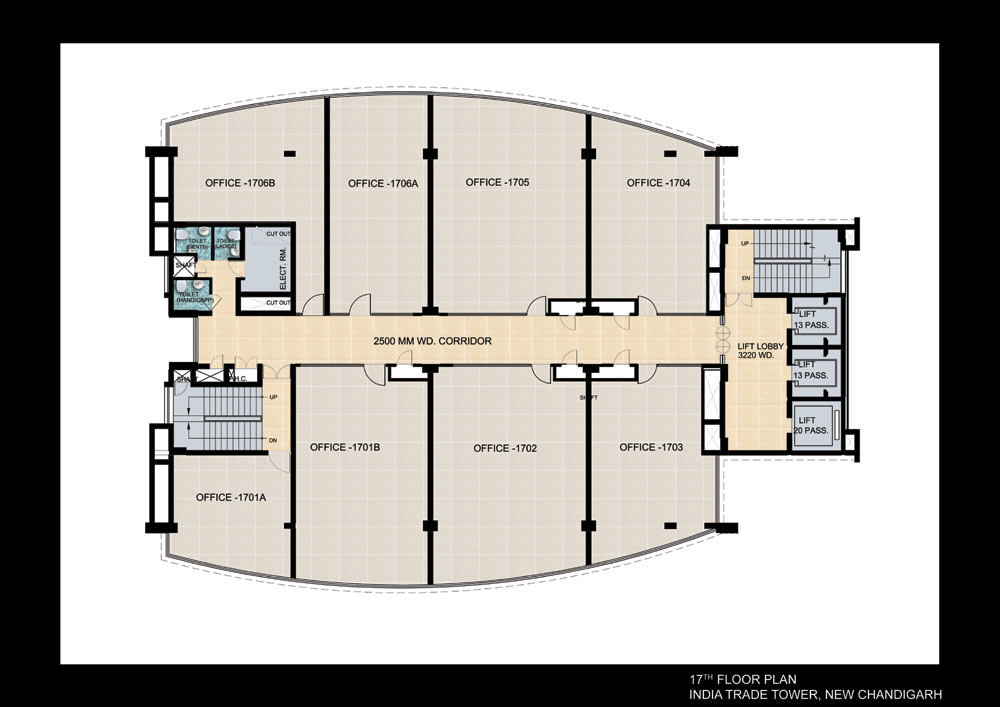 OFFICE -1706B
OFFICE -1706A
OFFICE -1705
OFFICE -1704
TOILET
(GENTS)
TOILET
(LADIES)
CUT OUT
ELECT. RM.
SHAFT
TOILET
(HANDICAPP)
CUT OUT
UP
DN
LIFT
13 PASS.
2500 MM WD. CORRIDOR
LIFT LOBBY
3220 WD.
LIFT
13 PASS.
LIFT
20 PASS.
SHAFT
H.C.
UP
DN
SHAFT
OFFICE -1701B
OFFICE -1702
OFFICE -1703
OFFICE -1701A
17TH FLOOR PLAN
INDIA TRADE TOWER, NEW CHANDIGARH